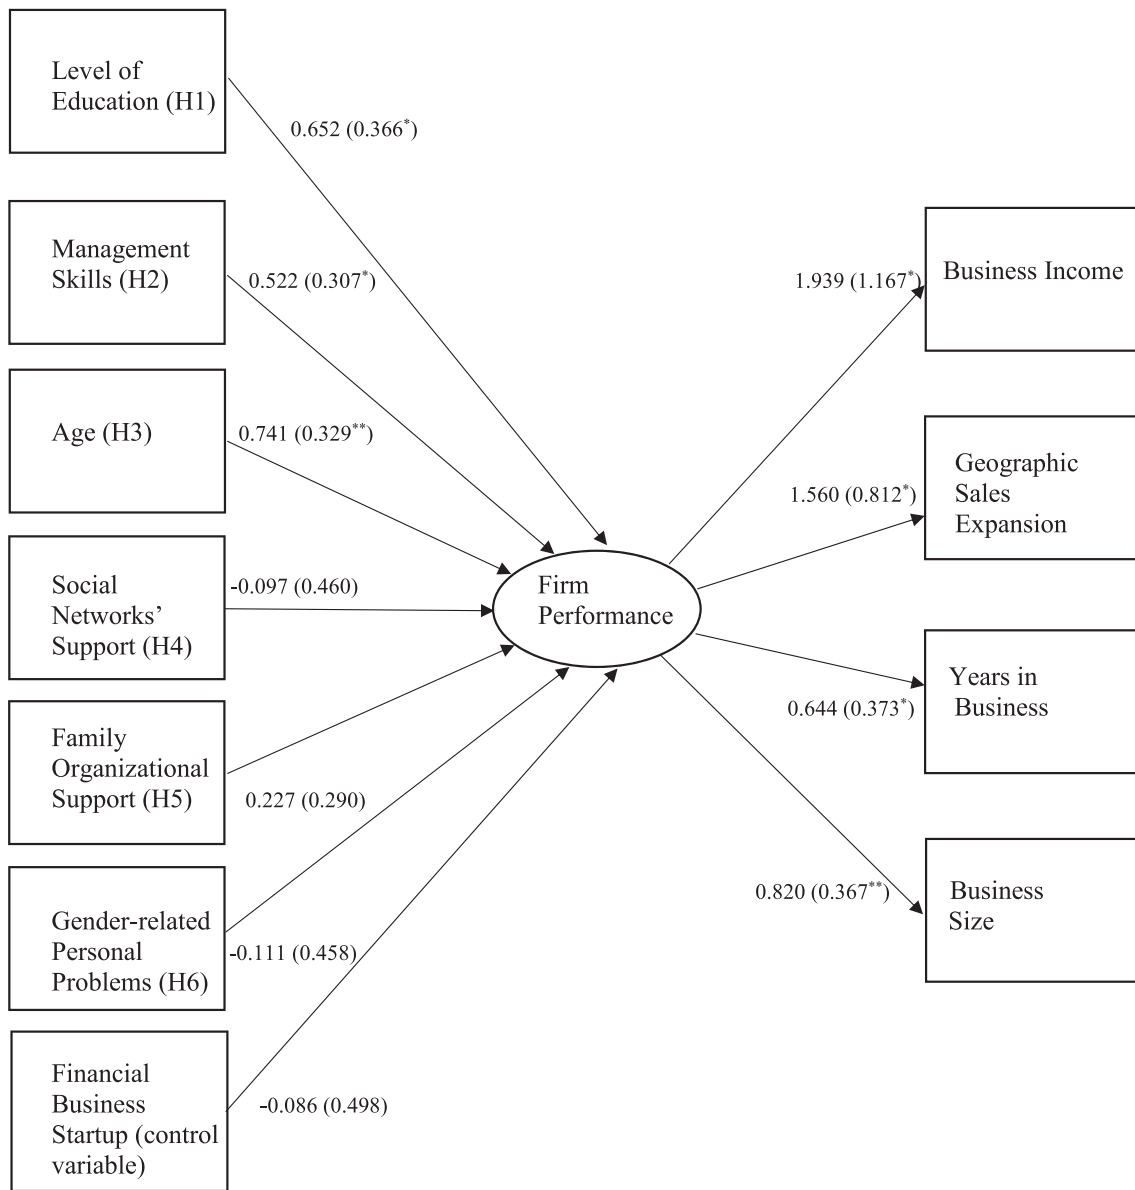 Level of
Education (H1)
0.652 (0.366*)
Management
Skills (H2)
0.522 (0.307*)
Age (H3)
0.741 (0.329**)
Social
Networks’
Support (H4)
-0.097 (0.460)
Family
Organizational
Support (H5)
0.227 (0.290)
Gender-related
Personal
Problems (H6)
-0.111 (0.458)
Financial
Business
Startup (control
variable)
-0.086 (0.498)
Firm
Performance
1.939 (1.167*)
Business Income
1.560 (0.812*)
Geographic
Sales
Expansion
0.644 (0.373*)
Years in
Business
0.820 (0.367**)
Business
Size